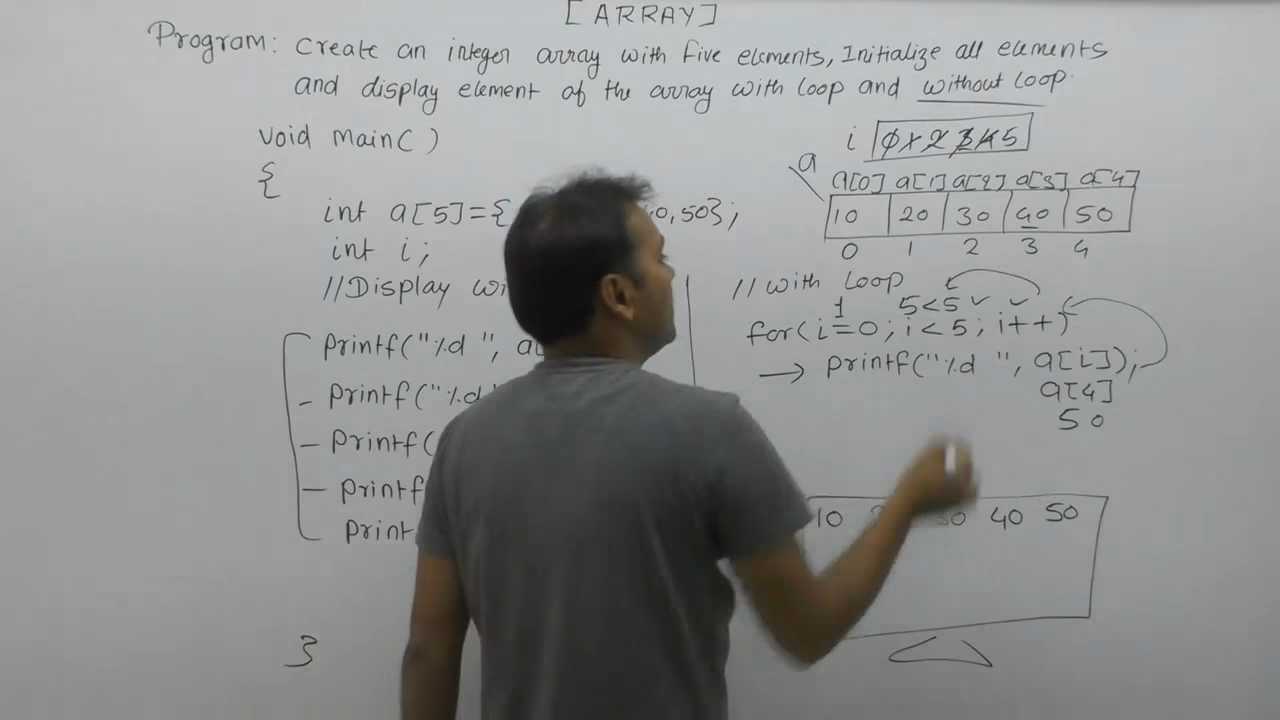 [ARRAY]
Program: Create an integer array with five elements, Initialize all elements
and display element of the array with loop and without loop.
void main( )
{
int a[5]={ 0,50};
int i;
//Display wi
printf("%d ", a
printf("%d"
printf(
printf
print
}
i 0 1 2 3 4 5
a
a[0] a[1] a[2] a[3] a[4]
10 20 30 40 50
0 1 2 3 4
// with loop
1 5<5
for(i=0; i<5; i++)
→ printf("%d ", a[i]);
a[4]
50
10 40 50